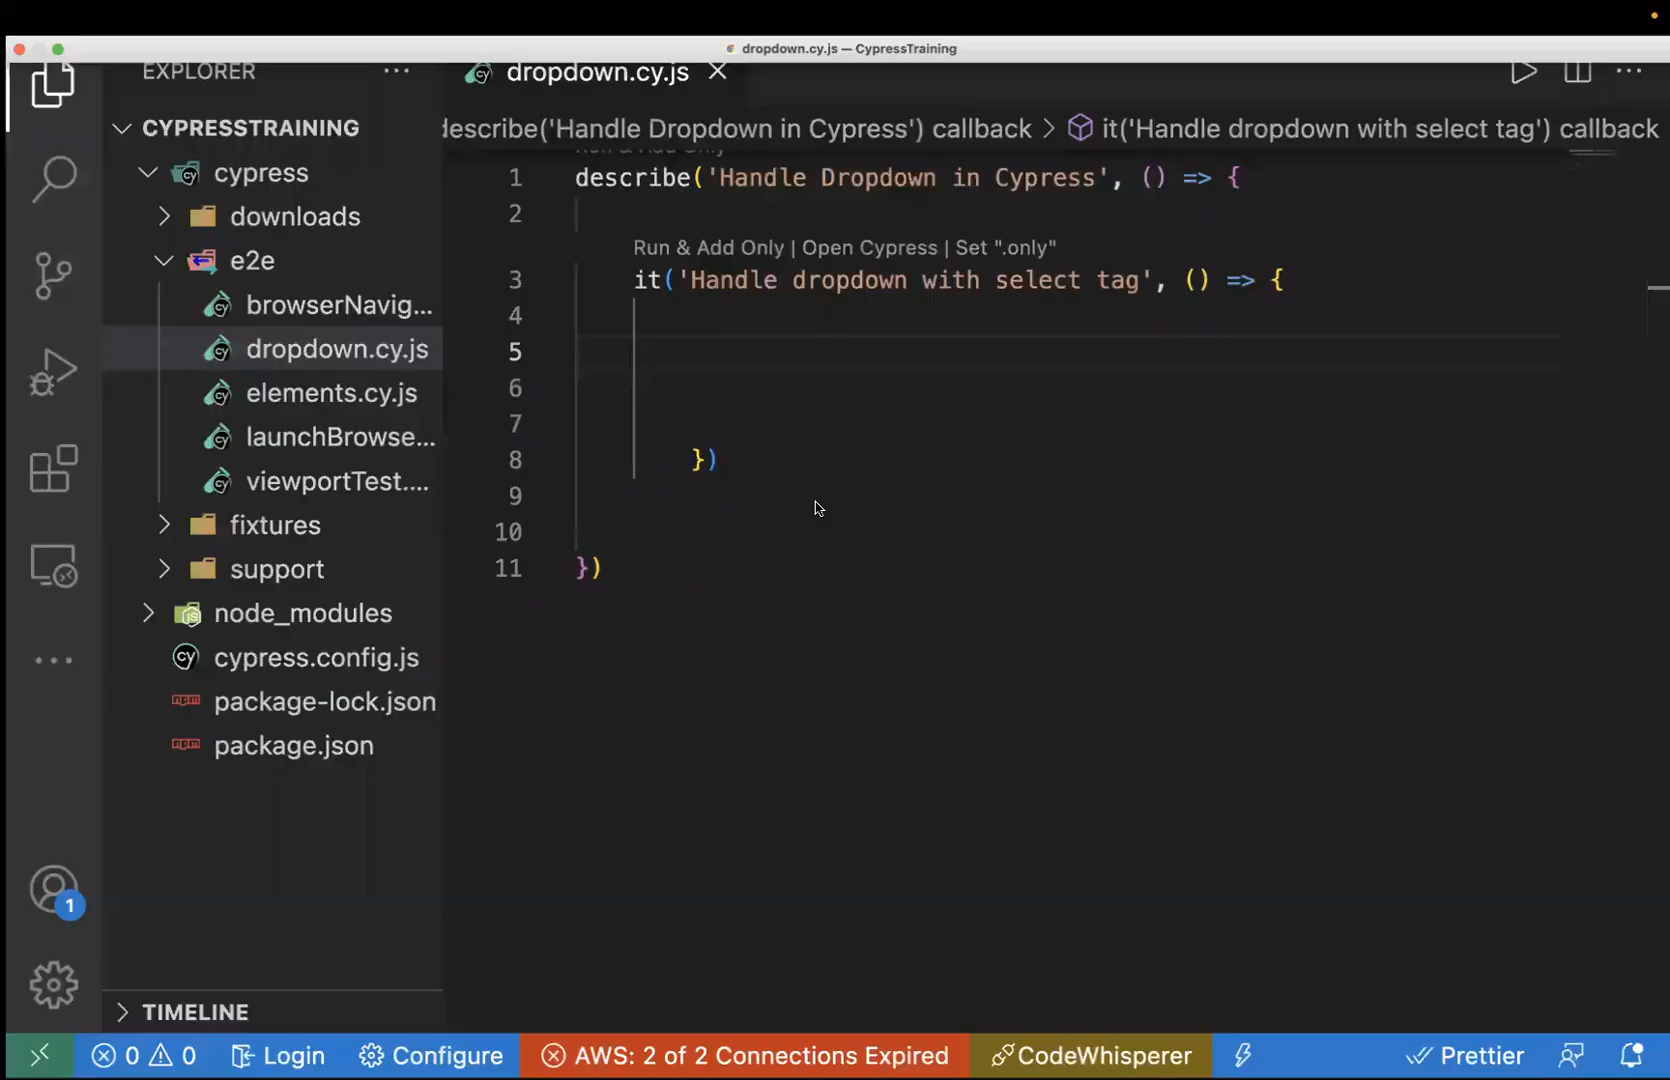 dropdown.cy.js — CypressTraining
EXPLORER
dropdown.cy.js
CYPRESSTRAINING
describe('Handle Dropdown in Cypress') callback > it('Handle dropdown with select tag') callback
cypress
downloads
e2e
browserNavig...
dropdown.cy.js
elements.cy.js
launchBrowse...
viewportTest....
fixtures
support
node_modules
cypress.config.js
package-lock.json
package.json
TIMELINE
Run & Add Only
1 describe('Handle Dropdown in Cypress', () => {
2
Run & Add Only | Open Cypress | Set ".only"
3 it('Handle dropdown with select tag', () => {
4
5
6
7
8 })
9
10
11 })
1
0 0 Login Configure AWS: 2 of 2 Connections Expired CodeWhisperer Prettier